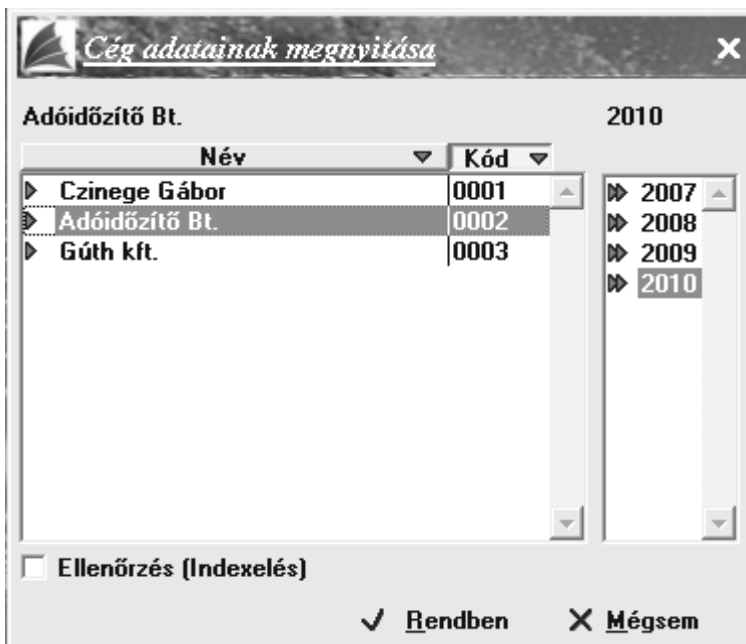 Cég adatainak megnyitása
Adóidőzítő Bt. 2010
Név Kód
Czinege Gábor 0001 2007
Adóidőzítő Bt. 0002 2008
Gúth kft. 0003 2009
2010
Ellenőrzés (Indexelés)
Rendben Mégsem